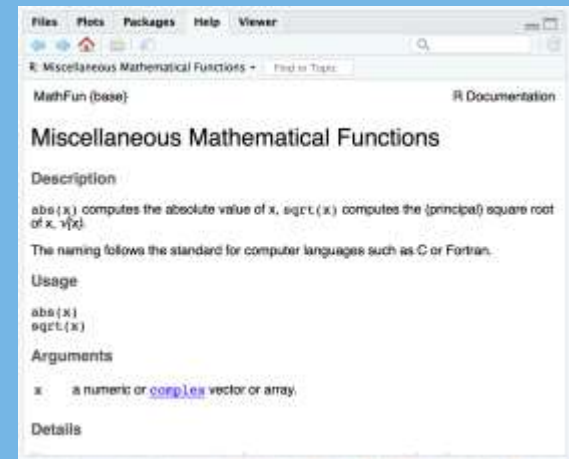 Files Plots Packages Help Viewer
R: Miscellaneous Mathematical Functions Find in Topic
MathFun {base} R Documentation
Miscellaneous Mathematical Functions
Description
abs(x) computes the absolute value of x, sqrt(x) computes the (principal) square root
of x, √{x}.
The naming follows the standard for computer languages such as C or Fortran.
Usage
abs(x)
sqrt(x)
Arguments
x a numeric or complex vector or array.
Details